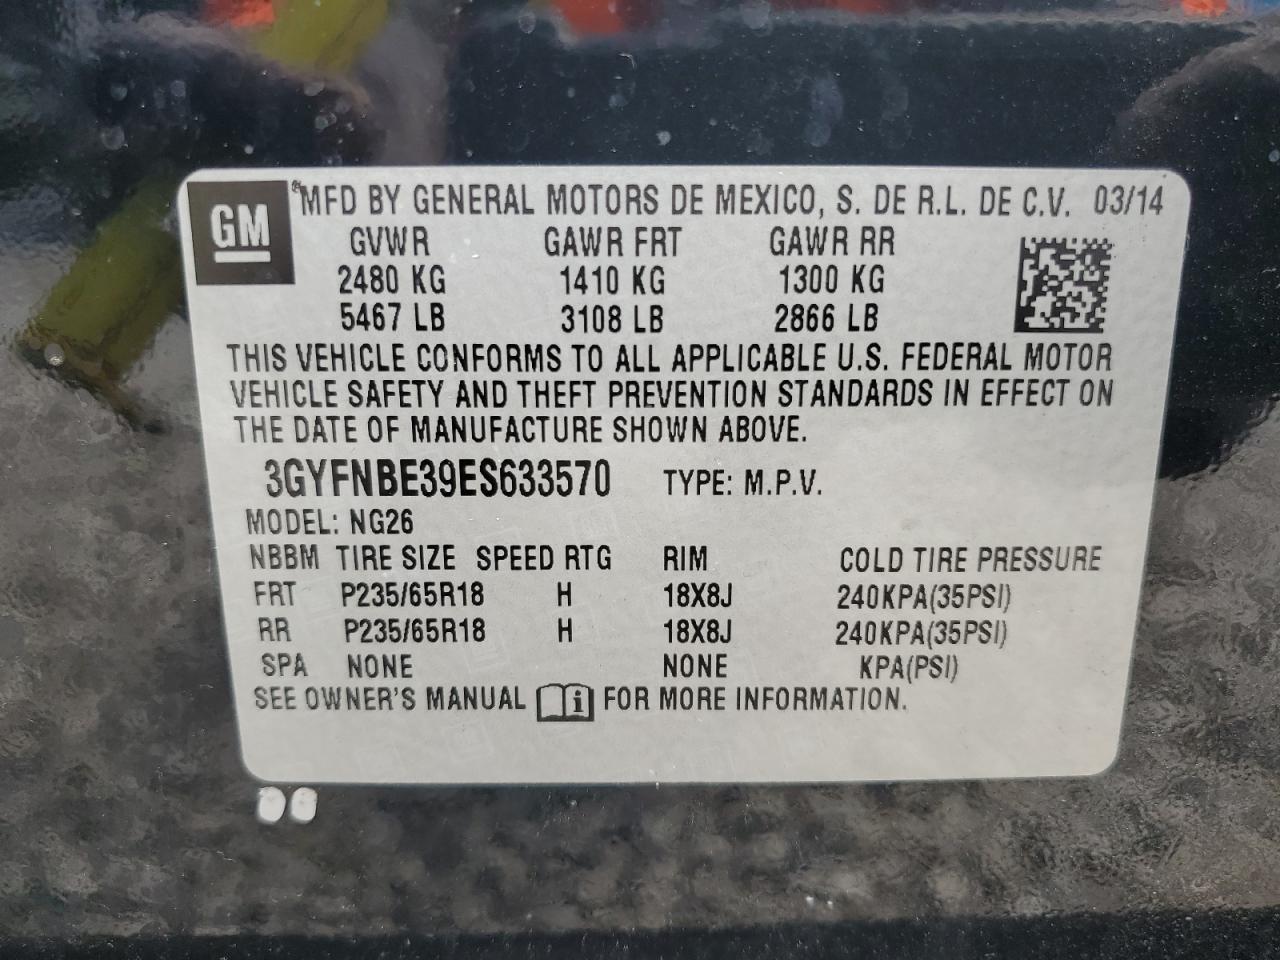 GM
® MFD BY GENERAL MOTORS DE MEXICO, S. DE R.L. DE C.V. 03/14
GVWR GAWR FRT GAWR RR
2480 KG 1410 KG 1300 KG
5467 LB 3108 LB 2866 LB
THIS VEHICLE CONFORMS TO ALL APPLICABLE U.S. FEDERAL MOTOR
VEHICLE SAFETY AND THEFT PREVENTION STANDARDS IN EFFECT ON
THE DATE OF MANUFACTURE SHOWN ABOVE.
3GYFNBE39ES633570 TYPE: M.P.V.
MODEL: NG26
NBBM TIRE SIZE SPEED RTG RIM COLD TIRE PRESSURE
FRT P235/65R18 H 18X8J 240KPA(35PSI)
RR P235/65R18 H 18X8J 240KPA(35PSI)
SPA NONE NONE KPA(PSI)
SEE OWNER'S MANUAL i FOR MORE INFORMATION.